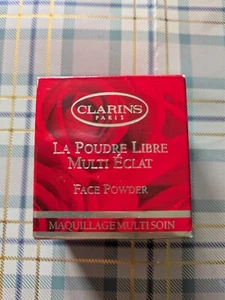 CLARINS
PARIS
LA POUDRE LIBRE
MULTI ÉCLAT
FACE POWDER
MAQUILLAGE MULTI SOIN